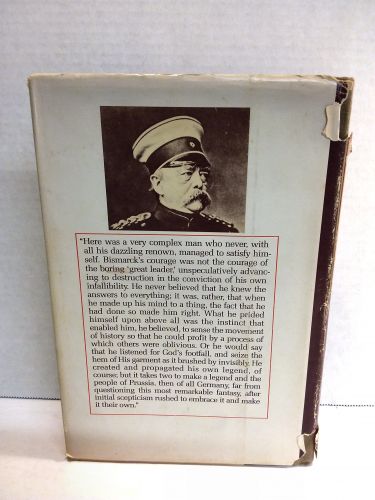 "Here was a very complex man who never, with
all his dazzling renown, managed to satisfy him-
self. Bismarck's courage was not the courage of
the boring 'great leader,' unspeculatively advanc-
ing to destruction in the conviction of his own
infallibility. He never believed that he knew the
answers to everything; it was, rather, that when
he made up his mind to a thing, the fact that he
had done so made him right. What he prided
himself upon above all was the instinct that
enabled him, he believed, to sense the movement
of history so that he could profit by a process of
which others were oblivious. Or he would say
that he listened for God's footfall, and seize the
hem of His garment as it brushed by invisibly. He
created and propagated his own legend, of
course; but it takes two to make a legend and the
people of Prussia, then of all Germany, far from
questioning this most remarkable fantasy, after
initial scepticism rushed to embrace it and make
it their own."